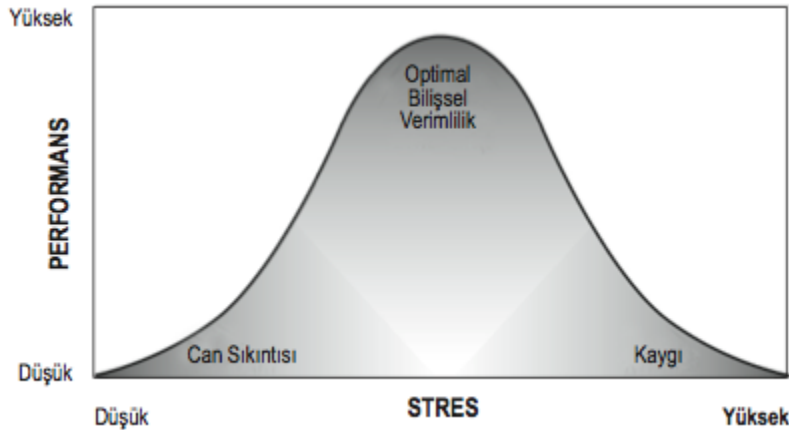 Yüksek
PERFORMANS
Optimal
Bilişsel
Verimlilik
Can Sıkıntısı
Kaygı
Düşük
Düşük
STRES
Yüksek